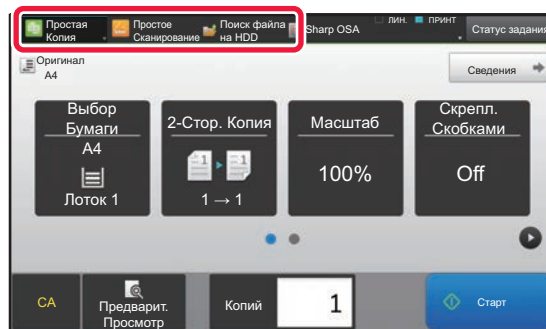 Простая Копия
Простое Сканирование
Поиск файла на HDD
Sharp OSA
ЛИН.
ПРИНТ
Статус задания
Оригинал
A4
Сведения
Выбор
Бумаги
A4
Лоток 1
2-Стор. Копия
1
1
1 → 1
Масштаб
100%
Скрепл.
Скобками
Off
CA
Предварит.
Просмотр
Копий
1
Старт